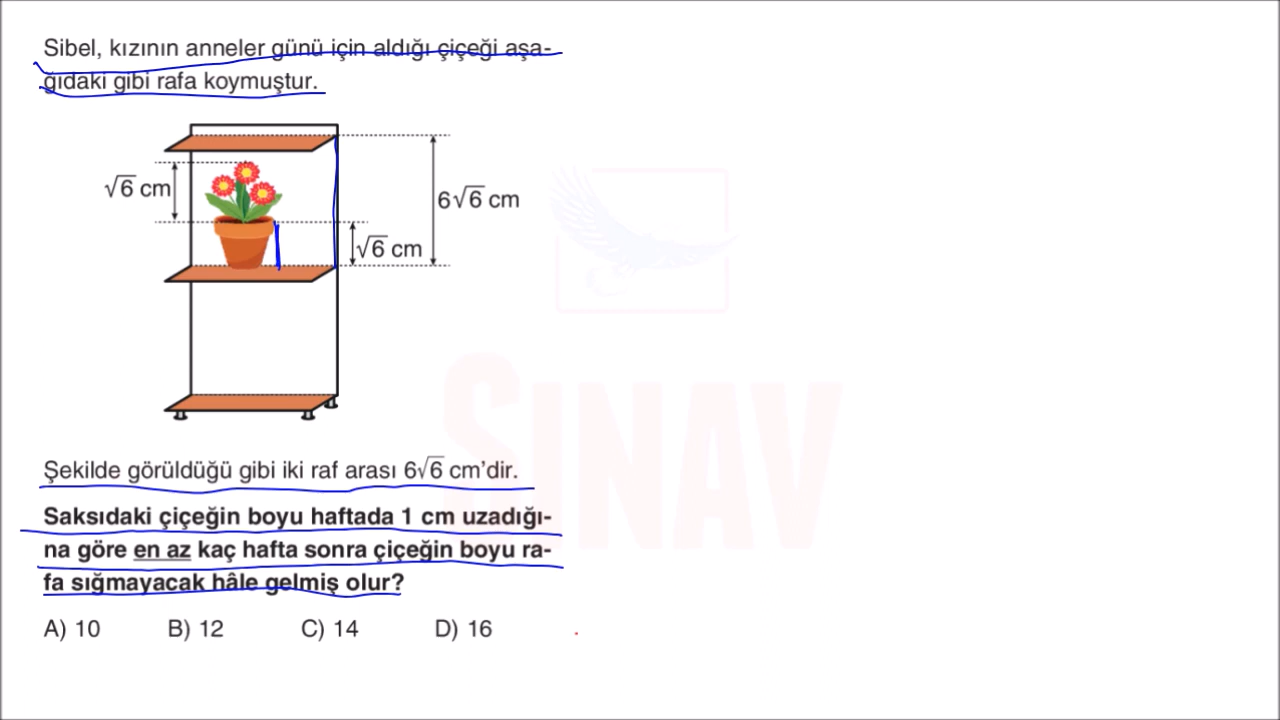 Sibel, kızının anneler günü için aldığı çiçeği aşa-
ğıdaki gibi rafa koymuştur.
√6 cm
6√6 cm
√6 cm
Şekilde görüldüğü gibi iki raf arası 6√6 cm'dir.
Saksıdaki çiçeğin boyu haftada 1 cm uzadığı-
na göre en az kaç hafta sonra çiçeğin boyu ra-
fa sığmayacak hâle gelmiş olur?
A) 10 B) 12 C) 14 D) 16
SINAV